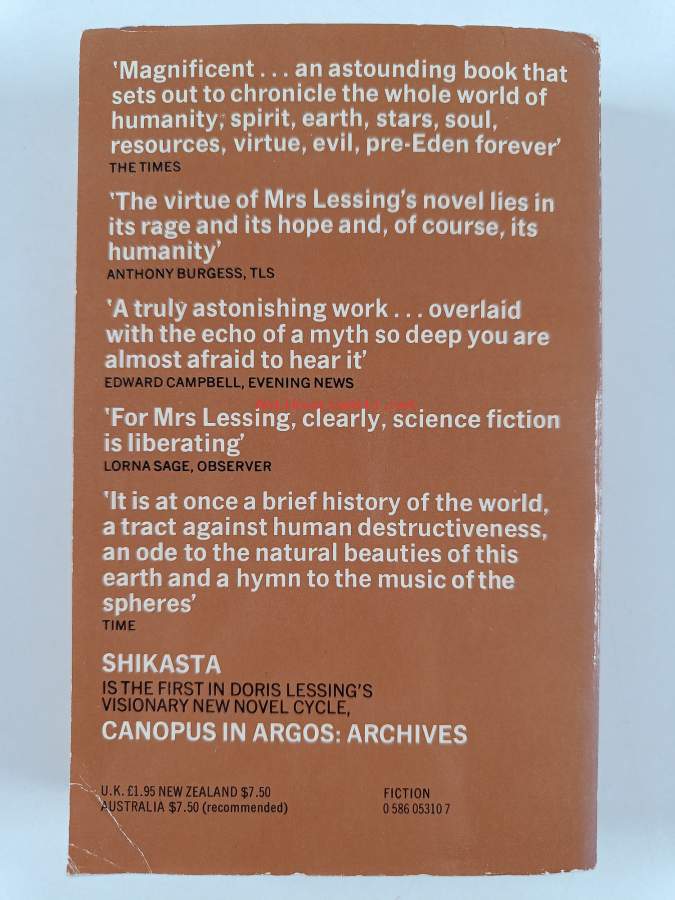 'Magnificent ... an astounding book that
sets out to chronicle the whole world of
humanity; spirit, earth, stars, soul,
resources, virtue, evil, pre-Eden forever'
THE TIMES
'The virtue of Mrs Lessing's novel lies in
its rage and its hope and, of course, its
humanity'
ANTHONY BURGESS, TLS
'A truly astonishing work ... overlaid
with the echo of a myth so deep you are
almost afraid to hear it'
EDWARD CAMPBELL, EVENING NEWS
'For Mrs Lessing, clearly, science fiction
is liberating'
LORNA SAGE, OBSERVER
'It is at once a brief history of the world,
a tract against human destructiveness,
an ode to the natural beauties of this
earth and a hymn to the music of the
spheres'
TIME
SHIKASTA
IS THE FIRST IN DORIS LESSING'S
VISIONARY NEW NOVEL CYCLE,
CANOPUS IN ARGOS: ARCHIVES
U.K. £1.95 NEW ZEALAND $7.50
AUSTRALIA $7.50 (recommended)
FICTION
0 586 05310 7